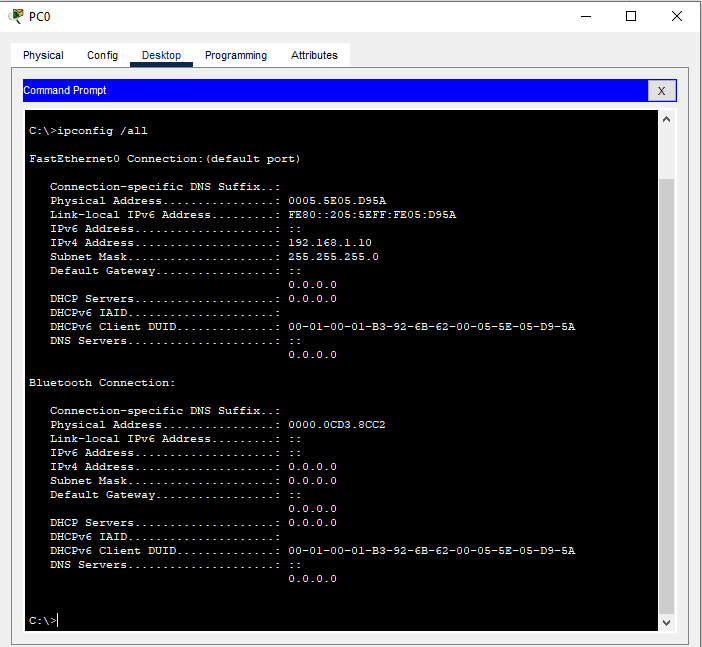 PC0
Physical Config Desktop Programming Attributes
Command Prompt X
C:\>ipconfig /all
FastEthernet0 Connection:(default port)
Connection-specific DNS Suffix..:
Physical Address................: 0005.5E05.D95A
Link-local IPv6 Address.........: FE80::205:5EFF:FE05:D95A
IPv6 Address....................: ::
IPv4 Address....................: 192.168.1.10
Subnet Mask.....................: 255.255.255.0
Default Gateway.................: ::
0.0.0.0
DHCP Servers....................: 0.0.0.0
DHCPv6 IAID.....................:
DHCPv6 Client DUID..............: 00-01-00-01-B3-92-6B-62-00-05-5E-05-D9-5A
DNS Servers.....................: ::
0.0.0.0
Bluetooth Connection:
Connection-specific DNS Suffix..:
Physical Address................: 0000.0CD3.8CC2
Link-local IPv6 Address.........: ::
IPv6 Address....................: ::
IPv4 Address....................: 0.0.0.0
Subnet Mask.....................: 0.0.0.0
Default Gateway.................: ::
0.0.0.0
DHCP Servers....................: 0.0.0.0
DHCPv6 IAID.....................:
DHCPv6 Client DUID..............: 00-01-00-01-B3-92-6B-62-00-05-5E-05-D9-5A
DNS Servers.....................: ::
0.0.0.0
C:\>